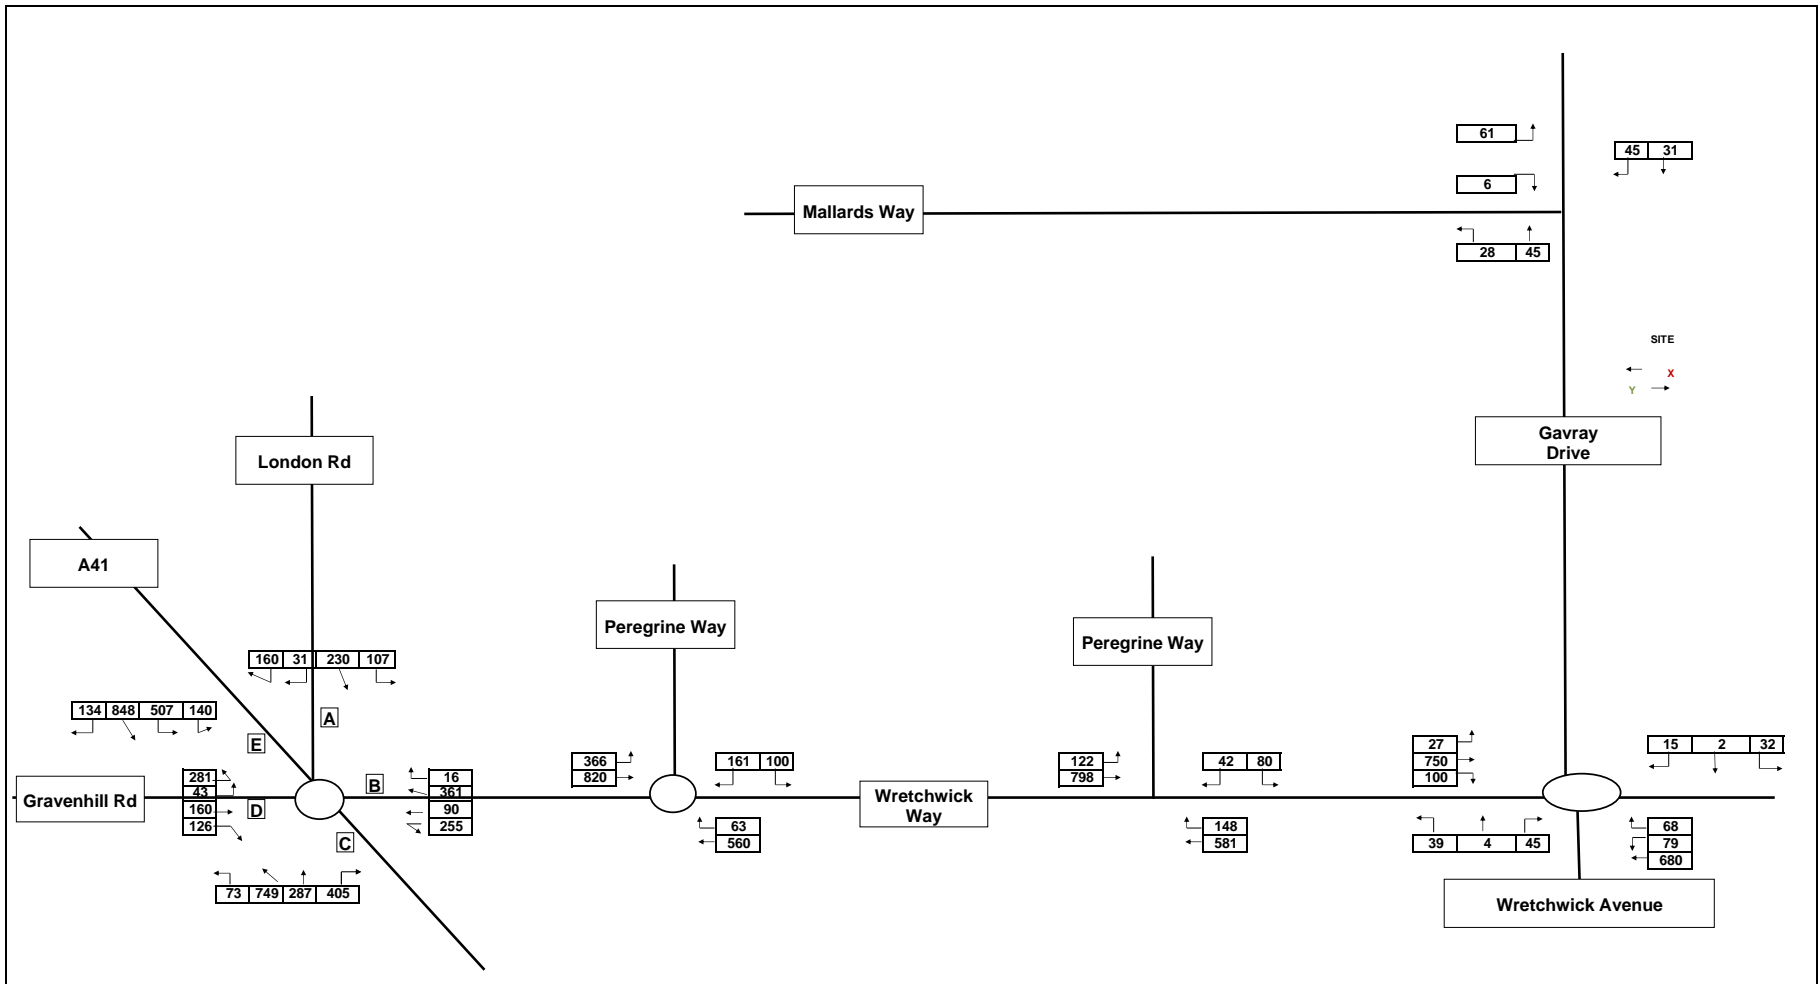 61
45 31
6
Mallards Way
28 45
SITE
X
Y
Gavray
Drive
London Rd
A41
Peregrine Way
Peregrine Way
160 31 230 107
134 848 507 140
A
E
27
750
100
15 2 32
366
820
161 100
122
798
42 80
281
43
160
126
Gravenhill Rd
D
B
16
361
90
255
Wretchwick
Way
C
63
560
148
581
39 4 45
68
79
680
73 749 287 405
Wretchwick Avenue